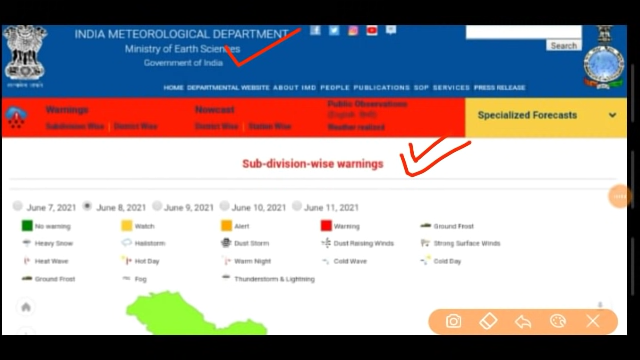 INDIA METEOROLOGICAL DEPARTMENT
Ministry of Earth Sciences
Government of India
Search
HOME DEPARTMENTAL WEBSITE ABOUT IMD PEOPLE PUBLICATIONS SOP SERVICES PRESS RELEASE
Warnings Nowcast Public Observations
Specialized Forecasts
Subdivision Wise | District Wise District Wise | Station Wise Weather realized
Sub-division-wise warnings
June 7, 2021 June 8, 2021 June 9, 2021 June 10, 2021 June 11, 2021
No warning Watch Alert Warning Ground Frost
Heavy Snow Hailstorm Dust Storm Dust Raising Winds Strong Surface Winds
Heat Wave Hot Day Warm Night Cold Wave Cold Day
Ground Frost Fog Thunderstorm & Lightning